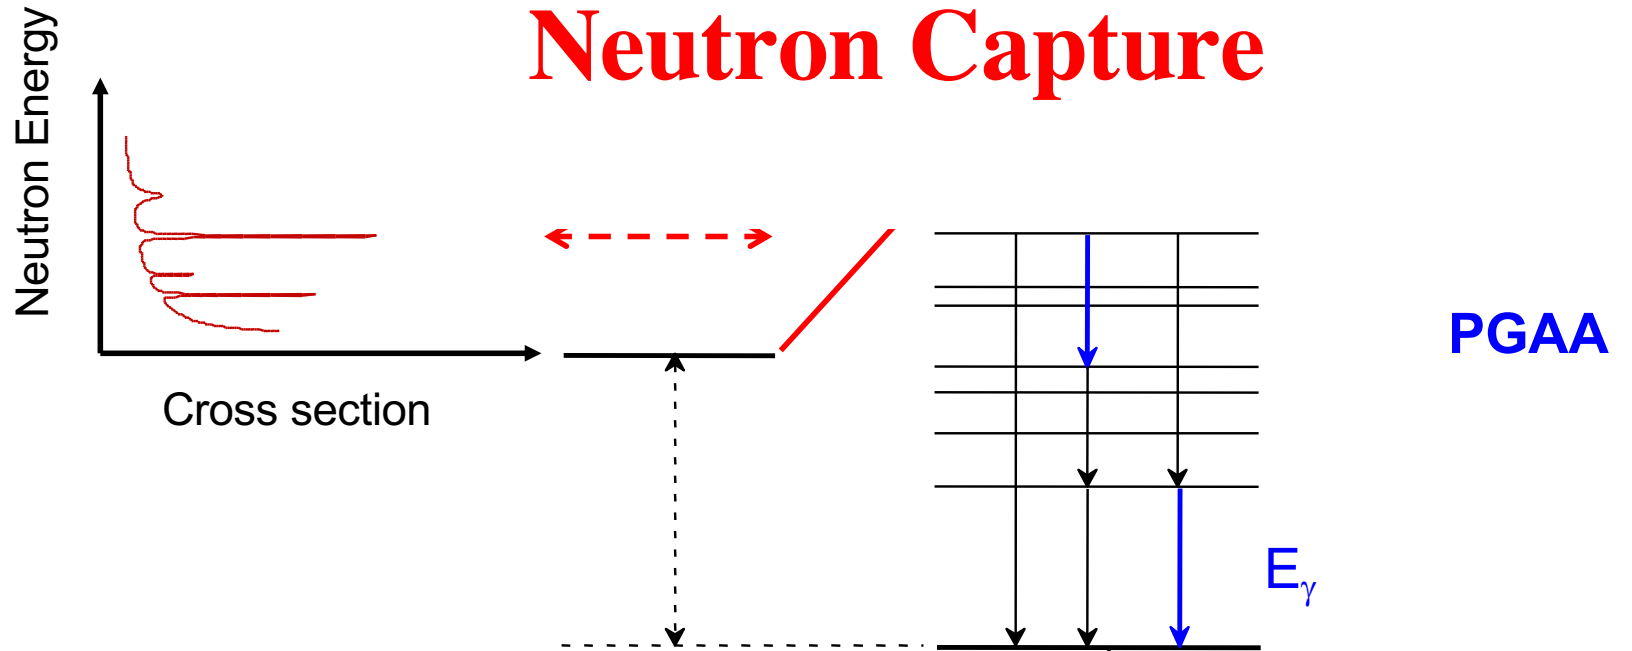 Neutron Capture
Neutron Energy
Cross section
PGAA
Eγ